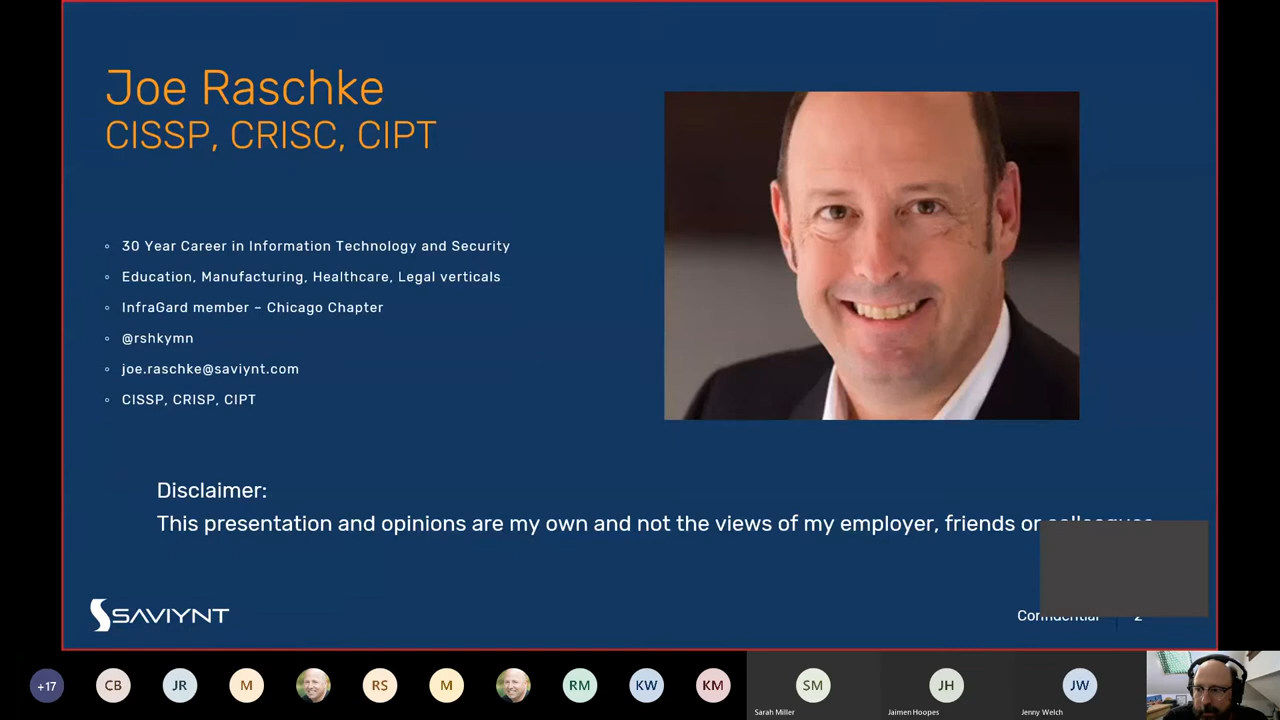 Joe Raschke
CISSP, CRISC, CIPT
30 Year Career in Information Technology and Security
Education, Manufacturing, Healthcare, Legal verticals
InfraGard member – Chicago Chapter
@rshkymn
joe.raschke@saviynt.com
CISSP, CRISP, CIPT
Disclaimer:
This presentation and opinions are my own and not the views of my employer, friends or
SAVIYNT
Confidential 2
+17 CB JR M RS M RM KW KM SM JH JW
Sarah Miller Jaimen Hoopes Jenny Welch